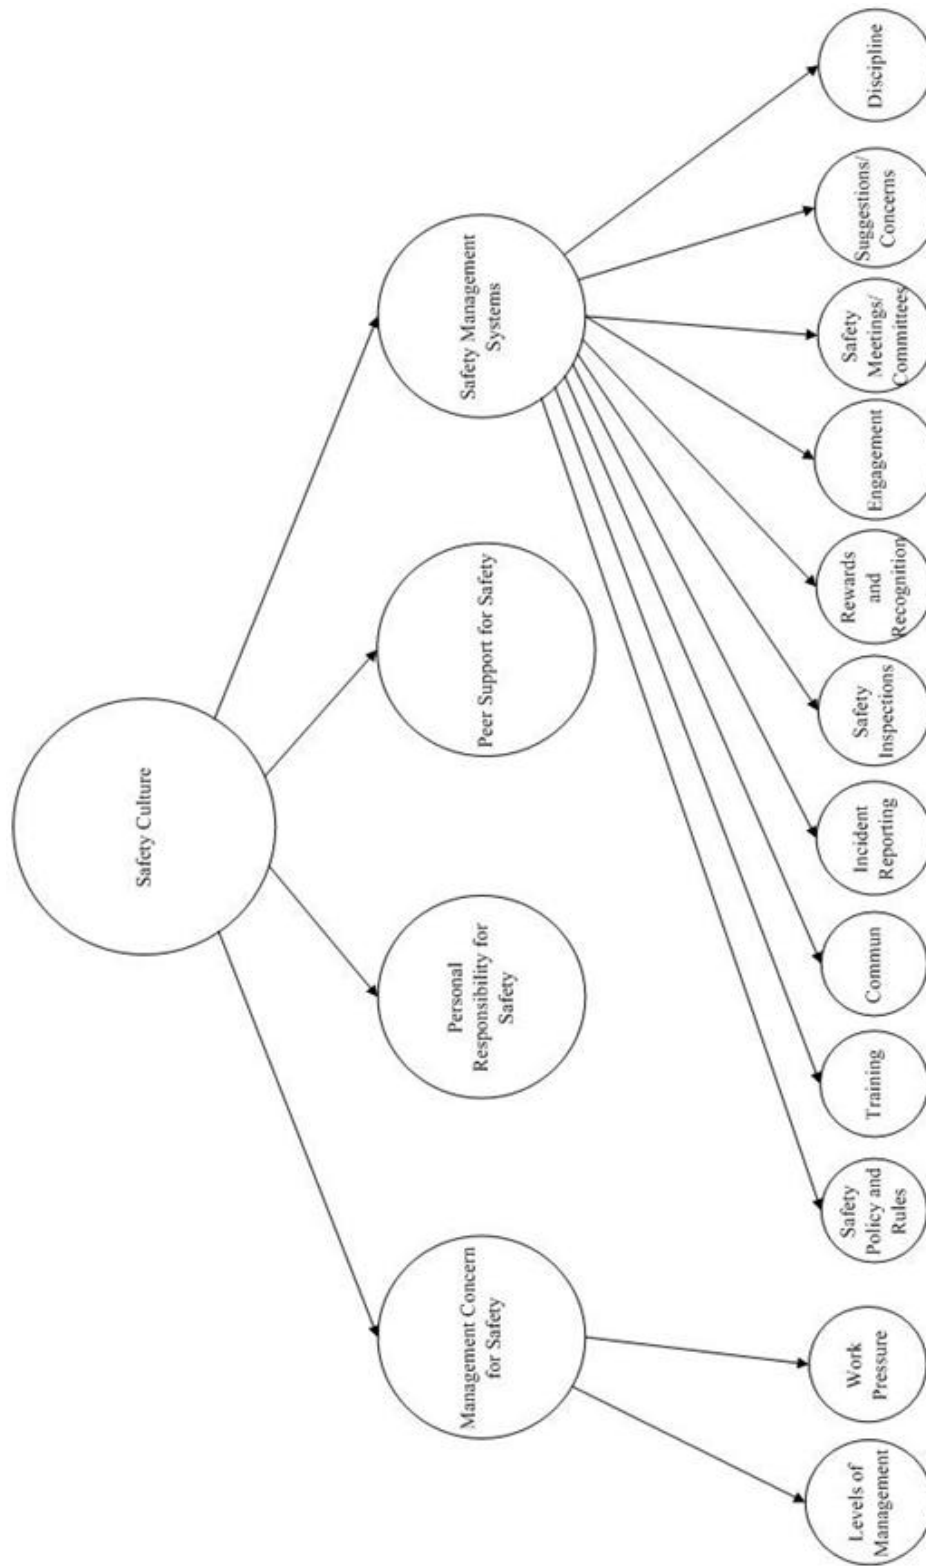 Safety Culture
Management Concern
for Safety
Personal
Responsibility for
Safety
Peer Support for Safety
Safety Management
Systems
Levels of
Management
Work
Pressure
Safety
Policy and
Rules
Training
Commun
Incident
Reporting
Safety
Inspections
Rewards
and
Recognition
Engagement
Safety
Meetings/
Committees
Suggestions/
Concerns
Discipline